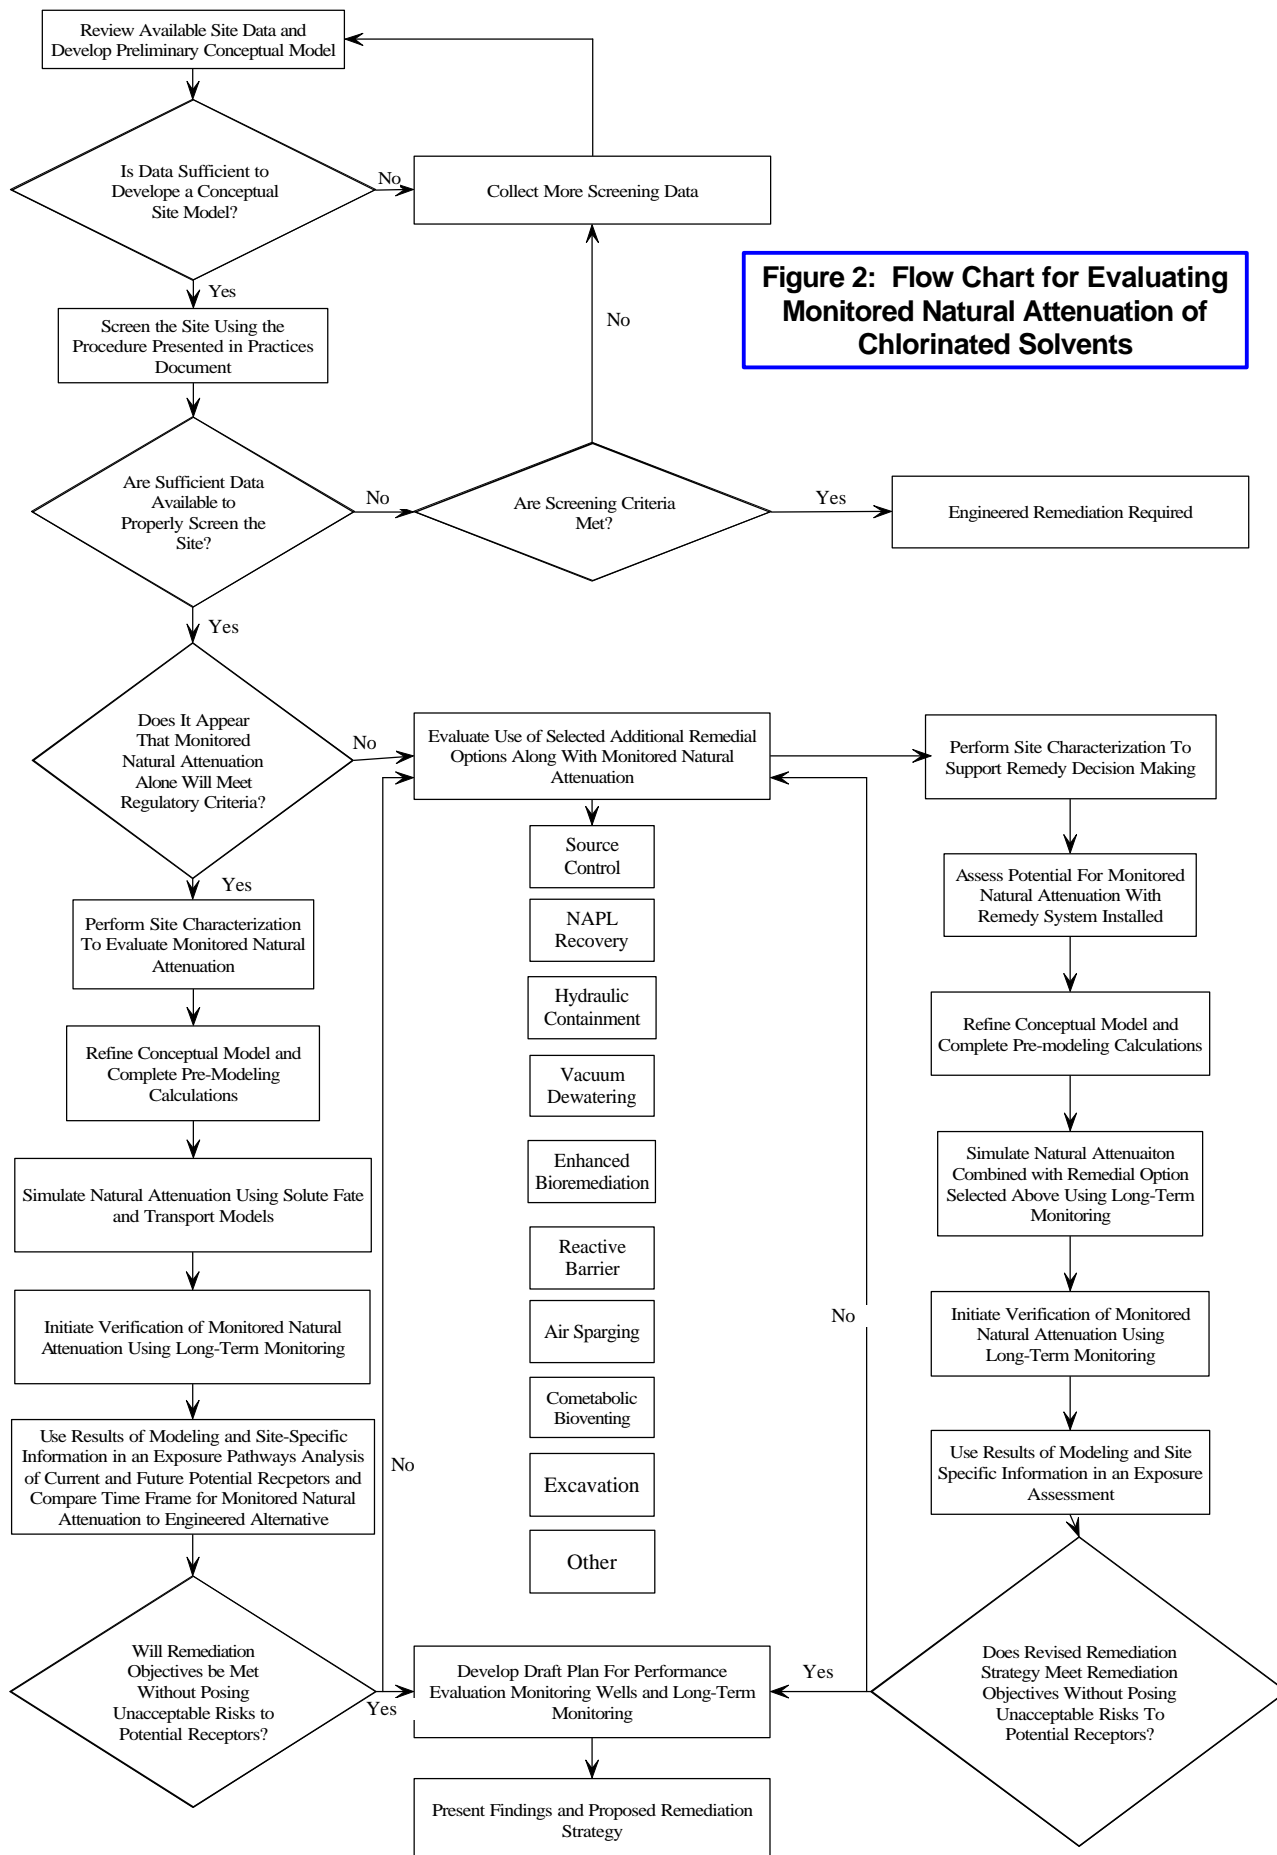 Review Available Site Data and
Develop Preliminary Conceptual Model
Is Data Sufficient to
Develope a Conceptual
Site Model?
No
Collect More Screening Data
Yes
Figure 2: Flow Chart for Evaluating
Monitored Natural Attenuation of
Chlorinated Solvents
Screen the Site Using the
Procedure Presented in Practices
Document
No
Are Sufficient Data
Available to
Properly Screen the
Site?
No
Are Screening Criteria
Met?
Yes
Engineered Remediation Required
Yes
Does It Appear
That Monitored
Natural Attenuation
Alone Will Meet
Regulatory Criteria?
No
Evaluate Use of Selected Additional Remedial
Options Along With Monitored Natural
Attenuation
Perform Site Characterization To
Support Remedy Decision Making
Source
Control
NAPL
Recovery
Hydraulic
Containment
Vacuum
Dewatering
Enhanced
Bioremediation
Reactive
Barrier
Air Sparging
Cometabolic
Bioventing
Excavation
Other
Yes
Perform Site Characterization
To Evaluate Monitored Natural
Attenuation
Refine Conceptual Model and
Complete Pre-Modeling
Calculations
Simulate Natural Attenuation Using Solute Fate
and Transport Models
Initiate Verification of Monitored Natural
Attenuation Using Long-Term Monitoring
Use Results of Modeling and Site-Specific
Information in an Exposure Pathways Analysis
of Current and Future Potential Recpetors and
Compare Time Frame for Monitored Natural
Attenuation to Engineered Alternative
No
Will Remediation
Objectives be Met
Without Posing
Unacceptable Risks to
Potential Receptors?
Yes
Assess Potential For Monitored
Natural Attenuation With
Remedy System Installed
Refine Conceptual Model and
Complete Pre-modeling Calculations
Simulate Natural Attenuaiton
Combined with Remedial Option
Selected Above Using Long-Term
Monitoring
Initiate Verification of Monitored
Natural Attenuation Using
Long-Term Monitoring
No
Use Results of Modeling and Site
Specific Information in an Exposure
Assessment
Does Revised Remediation
Strategy Meet Remediation
Objectives Without Posing
Unacceptable Risks To
Potential Receptors?
Yes
Develop Draft Plan For Performance
Evaluation Monitoring Wells and Long-Term
Monitoring
Present Findings and Proposed Remediation
Strategy